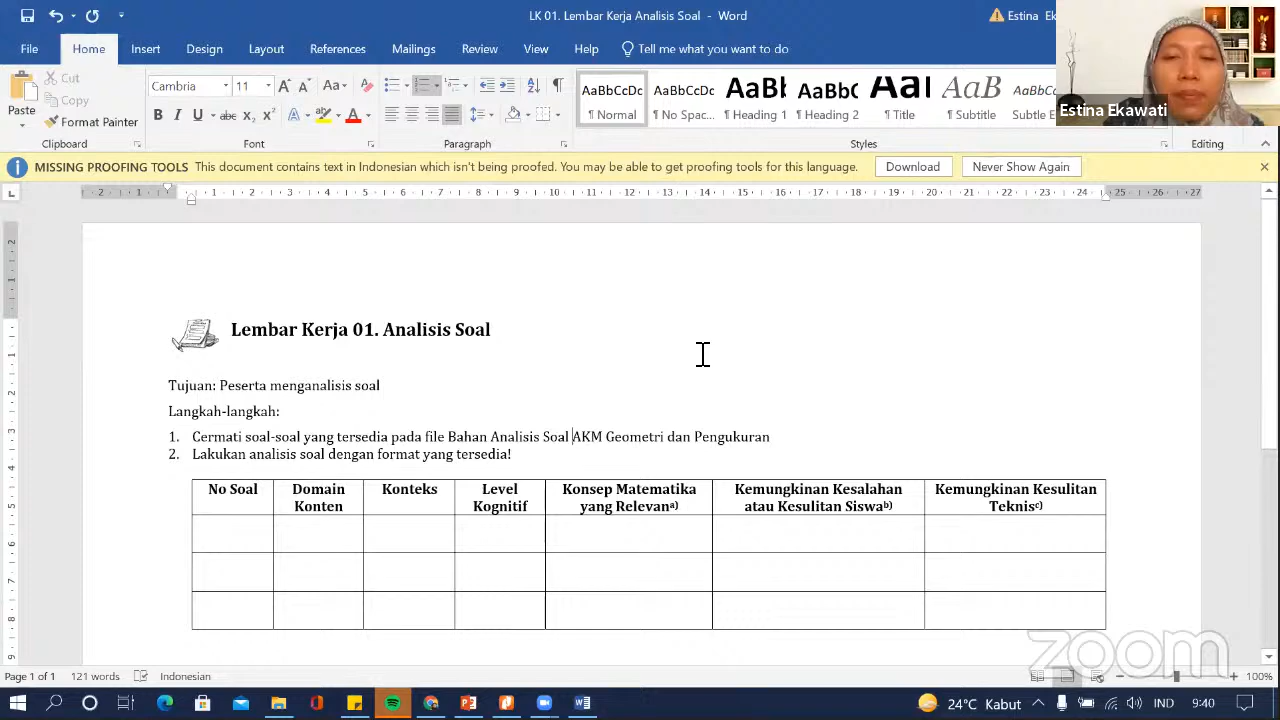 LK 01. Lembar Kerja Analisis Soal - Word
Estina Ek
File Home Insert Design Layout References Mailings Review View Help Tell me what you want to do
Paste
Cut
Copy
Format Painter
Clipboard
Cambria 11
Font
Paragraph
AaBbCcDc AaBbCcDc AaBb AaBbCc AaB AaBbCcDc
¶ Normal ¶ No Spac... ¶ Heading 1 ¶ Heading 2 ¶ Title ¶ Subtitle Subtle E
Styles
Editing
Estina Ekawati
MISSING PROOFING TOOLS This document contains text in Indonesian which isn't being proofed. You may be able to get proofing tools for this language. Download Never Show Again
Lembar Kerja 01. Analisis Soal
Tujuan: Peserta menganalisis soal
Langkah-langkah:
1. Cermati soal-soal yang tersedia pada file Bahan Analisis Soal AKM Geometri dan Pengukuran
2. Lakukan analisis soal dengan format yang tersedia!
No Soal
Domain
Konten
Konteks
Level
Kognitif
Konsep Matematika
yang Relevan a)
Kemungkinan Kesalahan
atau Kesulitan Siswa b)
Kemungkinan Kesulitan
Teknis c)
zoom
Page 1 of 1 121 words Indonesian 100%
24°C Kabut IND 9:40